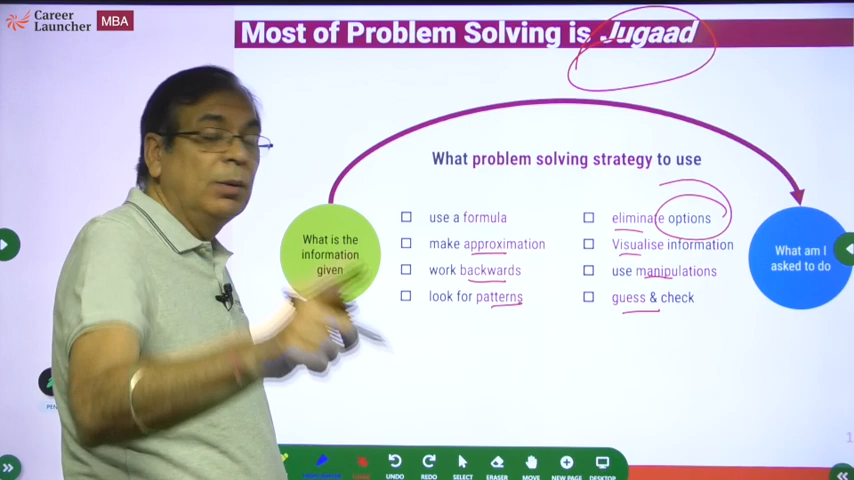 Career
Launcher
MBA
Most of Problem Solving is Jugaad
What problem solving strategy to use
What is the
information
given
use a formula
make approximation
work backwards
look for patterns
eliminate options
Visualise information
use manipulations
guess & check
What am I
asked to do
UNDO
REDO
SELECT
ERASER
MOVE
NEW PAGE
DESKTOP